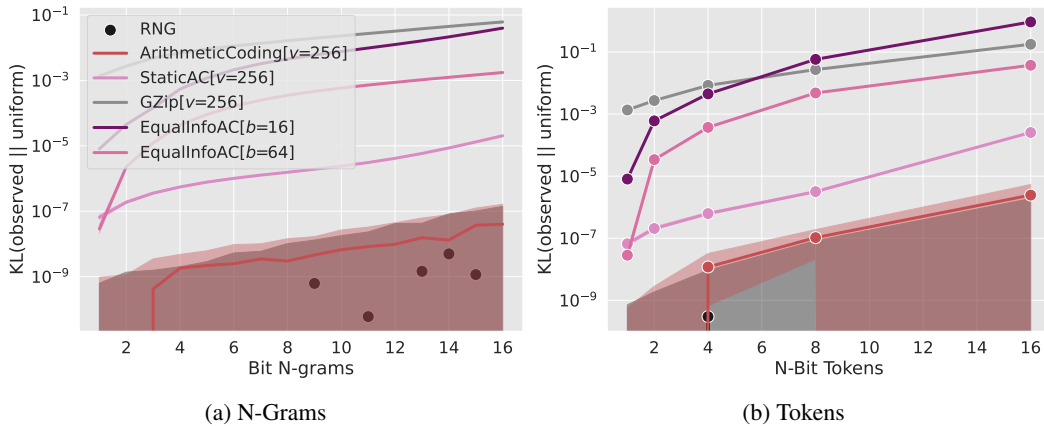 10⁻¹
10⁻³
10⁻⁵
10⁻⁷
10⁻⁹
KL(observed || uniform)
RNG
ArithmeticCoding[v=256]
StaticAC[v=256]
GZip[v=256]
EqualInfoAC[b=16]
EqualInfoAC[b=64]
2 4 6 8 10 12 14 16
Bit N-grams
(a) N-Grams
10⁻¹
10⁻³
10⁻⁵
10⁻⁷
10⁻⁹
KL(observed || uniform)
2 4 6 8 10 12 14 16
N-Bit Tokens
(b) Tokens